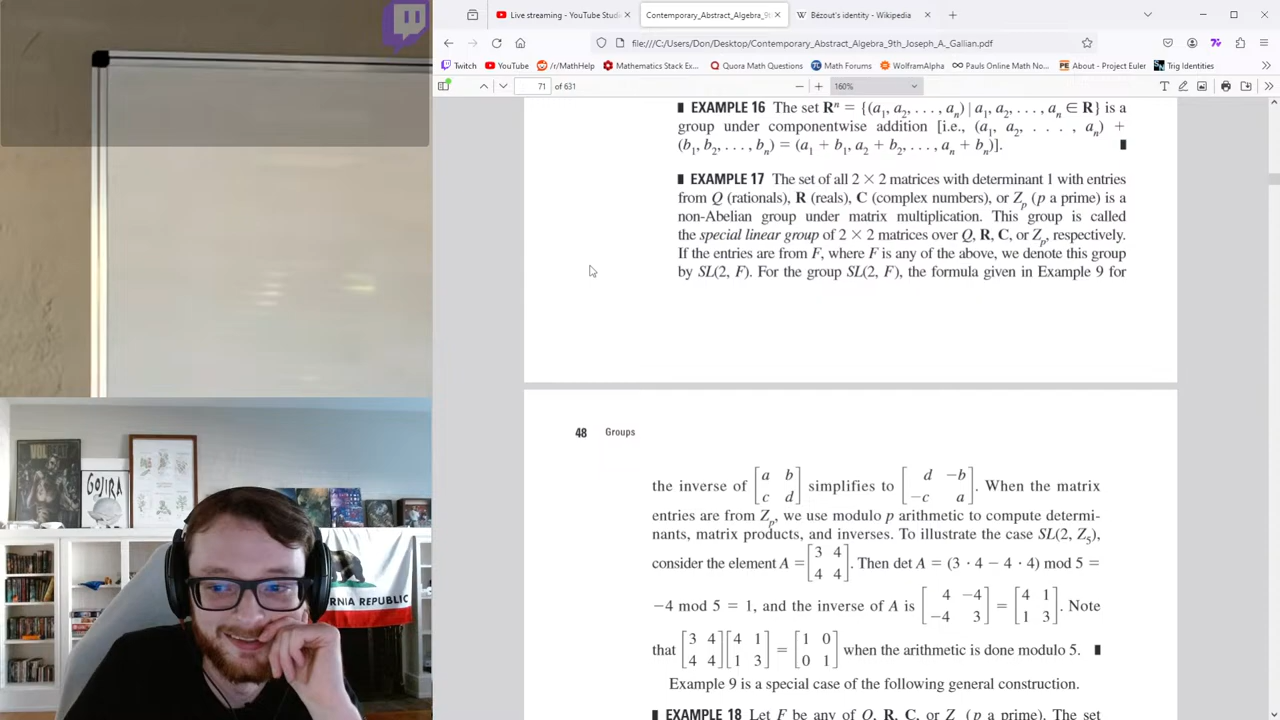 Live streaming - YouTube Studi
Contemporary_Abstract_Algebra_9t
Bézout's identity - Wikipedia
file:///C:/Users/Don/Desktop/Contemporary_Abstract_Algebra_9th_Joseph_A._Gallian.pdf
Twitch YouTube r/MathHelp Mathematics Stack Ex... Quora Mathematics Questions Math Forums WolframAlpha Pauls Online Math No... About - Project Euler Trig Identities
71 of 631 160%
EXAMPLE 16 The set Rⁿ = {(a₁, a₂, . . . , aₙ) | a₁, a₂, . . . , aₙ ∈ R} is a
group under componentwise addition [i.e., (a₁, a₂, . . . , aₙ) +
(b₁, b₂, . . . , bₙ) = (a₁ + b₁, a₂ + b₂, . . . , aₙ + bₙ)].
EXAMPLE 17 The set of all 2 × 2 matrices with determinant 1 with entries
from Q (rationals), R (reals), C (complex numbers), or Zₚ (p a prime) is a
non-Abelian group under matrix multiplication. This group is called
the special linear group of 2 × 2 matrices over Q, R, C, or Zₚ, respectively.
If the entries are from F, where F is any of the above, we denote this group
by SL(2, F). For the group SL(2, F), the formula given in Example 9 for
48 Groups
the inverse of [a b; c d] simplifies to [d −b; −c a]. When the matrix
entries are from Zₚ, we use modulo p arithmetic to compute determi-
nants, matrix products, and inverses. To illustrate the case SL(2, Z₅),
consider the element A = [3 4; 4 4]. Then det A = (3 · 4 − 4 · 4) mod 5 =
−4 mod 5 = 1, and the inverse of A is [4 −4; −4 3] = [4 1; 1 3]. Note
that [3 4; 4 4][4 1; 1 3] = [1 0; 0 1] when the arithmetic is done modulo 5.
Example 9 is a special case of the following general construction.
EXAMPLE 18 Let F be any of Q, R, C, or Zₚ (p a prime). The set
GOJIRA
RNIA REPUBLIC